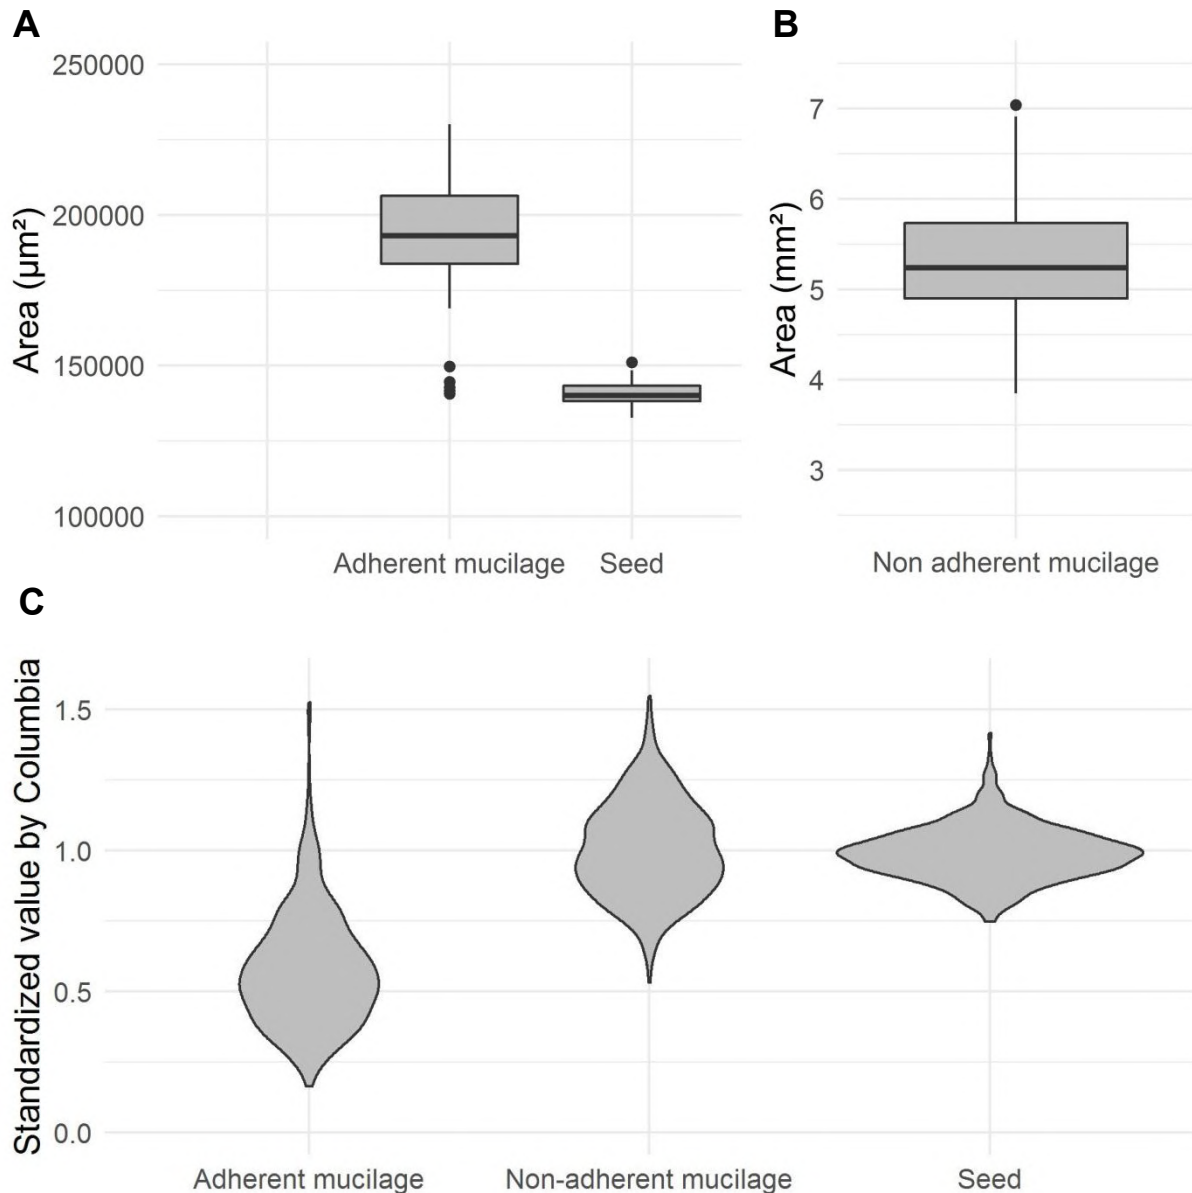 A
B
250000
200000
150000
100000
Area (µm²)
Adherent mucilage
Seed
7
6
5
4
3
Area (mm²)
Non adherent mucilage
C
1.5
1.0
0.5
0.0
Standardized value by Columbia
Adherent mucilage
Non-adherent mucilage
Seed